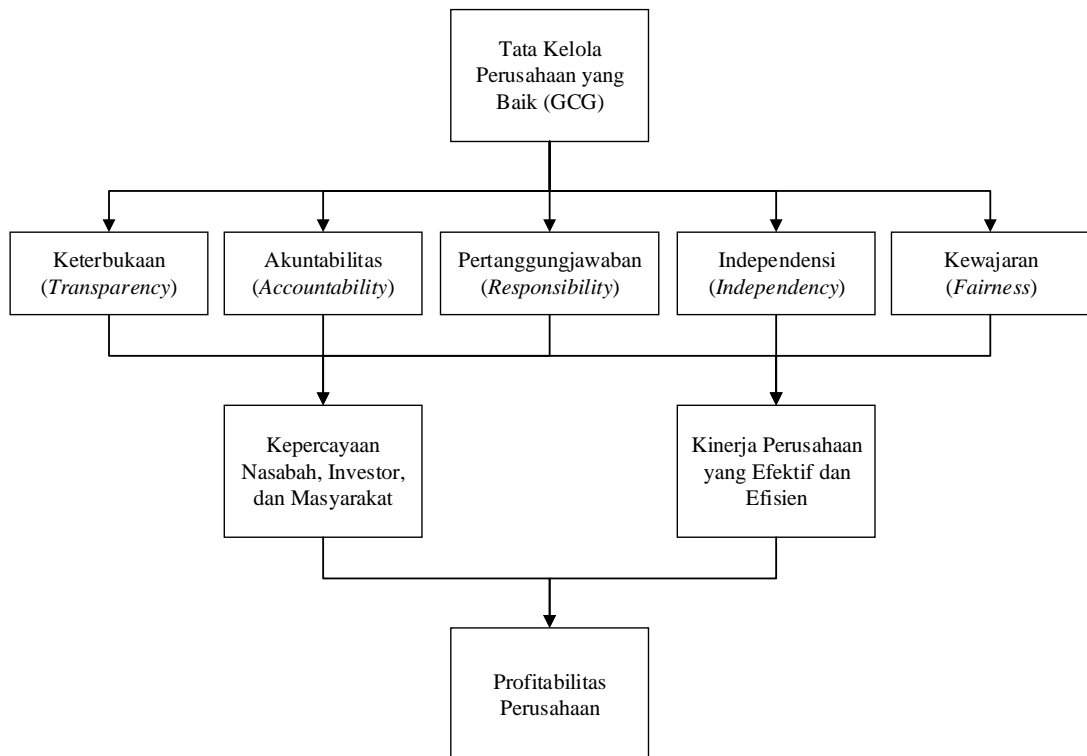 Tata Kelola
Perusahaan yang
Baik (GCG)
Keterbukaan
(Transparency)
Akuntabilitas
(Accountability)
Pertanggungjawaban
(Responsibility)
Independensi
(Independency)
Kewajaran
(Fairness)
Kepercayaan
Nasabah, Investor,
dan Masyarakat
Kinerja Perusahaan
yang Efektif dan
Efisien
Profitabilitas
Perusahaan